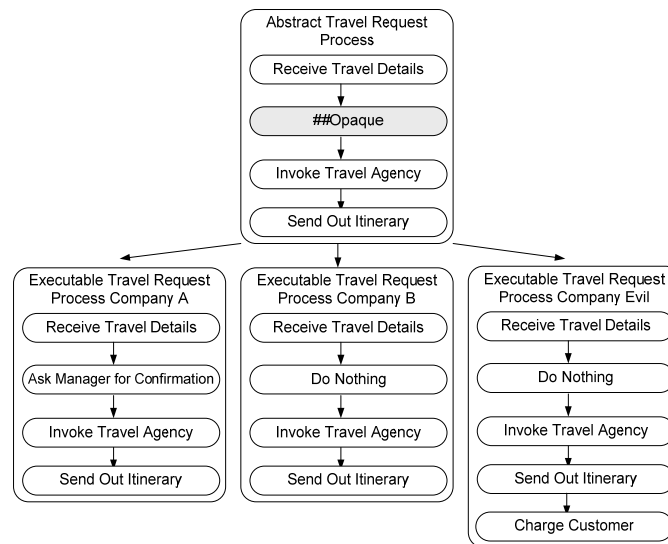 Abstract Travel Request
Process
Receive Travel Details
##Opaque
Invoke Travel Agency
Send Out Itinerary
Executable Travel Request
Process Company A
Receive Travel Details
Ask Manager for Confirmation
Invoke Travel Agency
Send Out Itinerary
Executable Travel Request
Process Company B
Receive Travel Details
Do Nothing
Invoke Travel Agency
Send Out Itinerary
Executable Travel Request
Process Company Evil
Receive Travel Details
Do Nothing
Invoke Travel Agency
Send Out Itinerary
Charge Customer